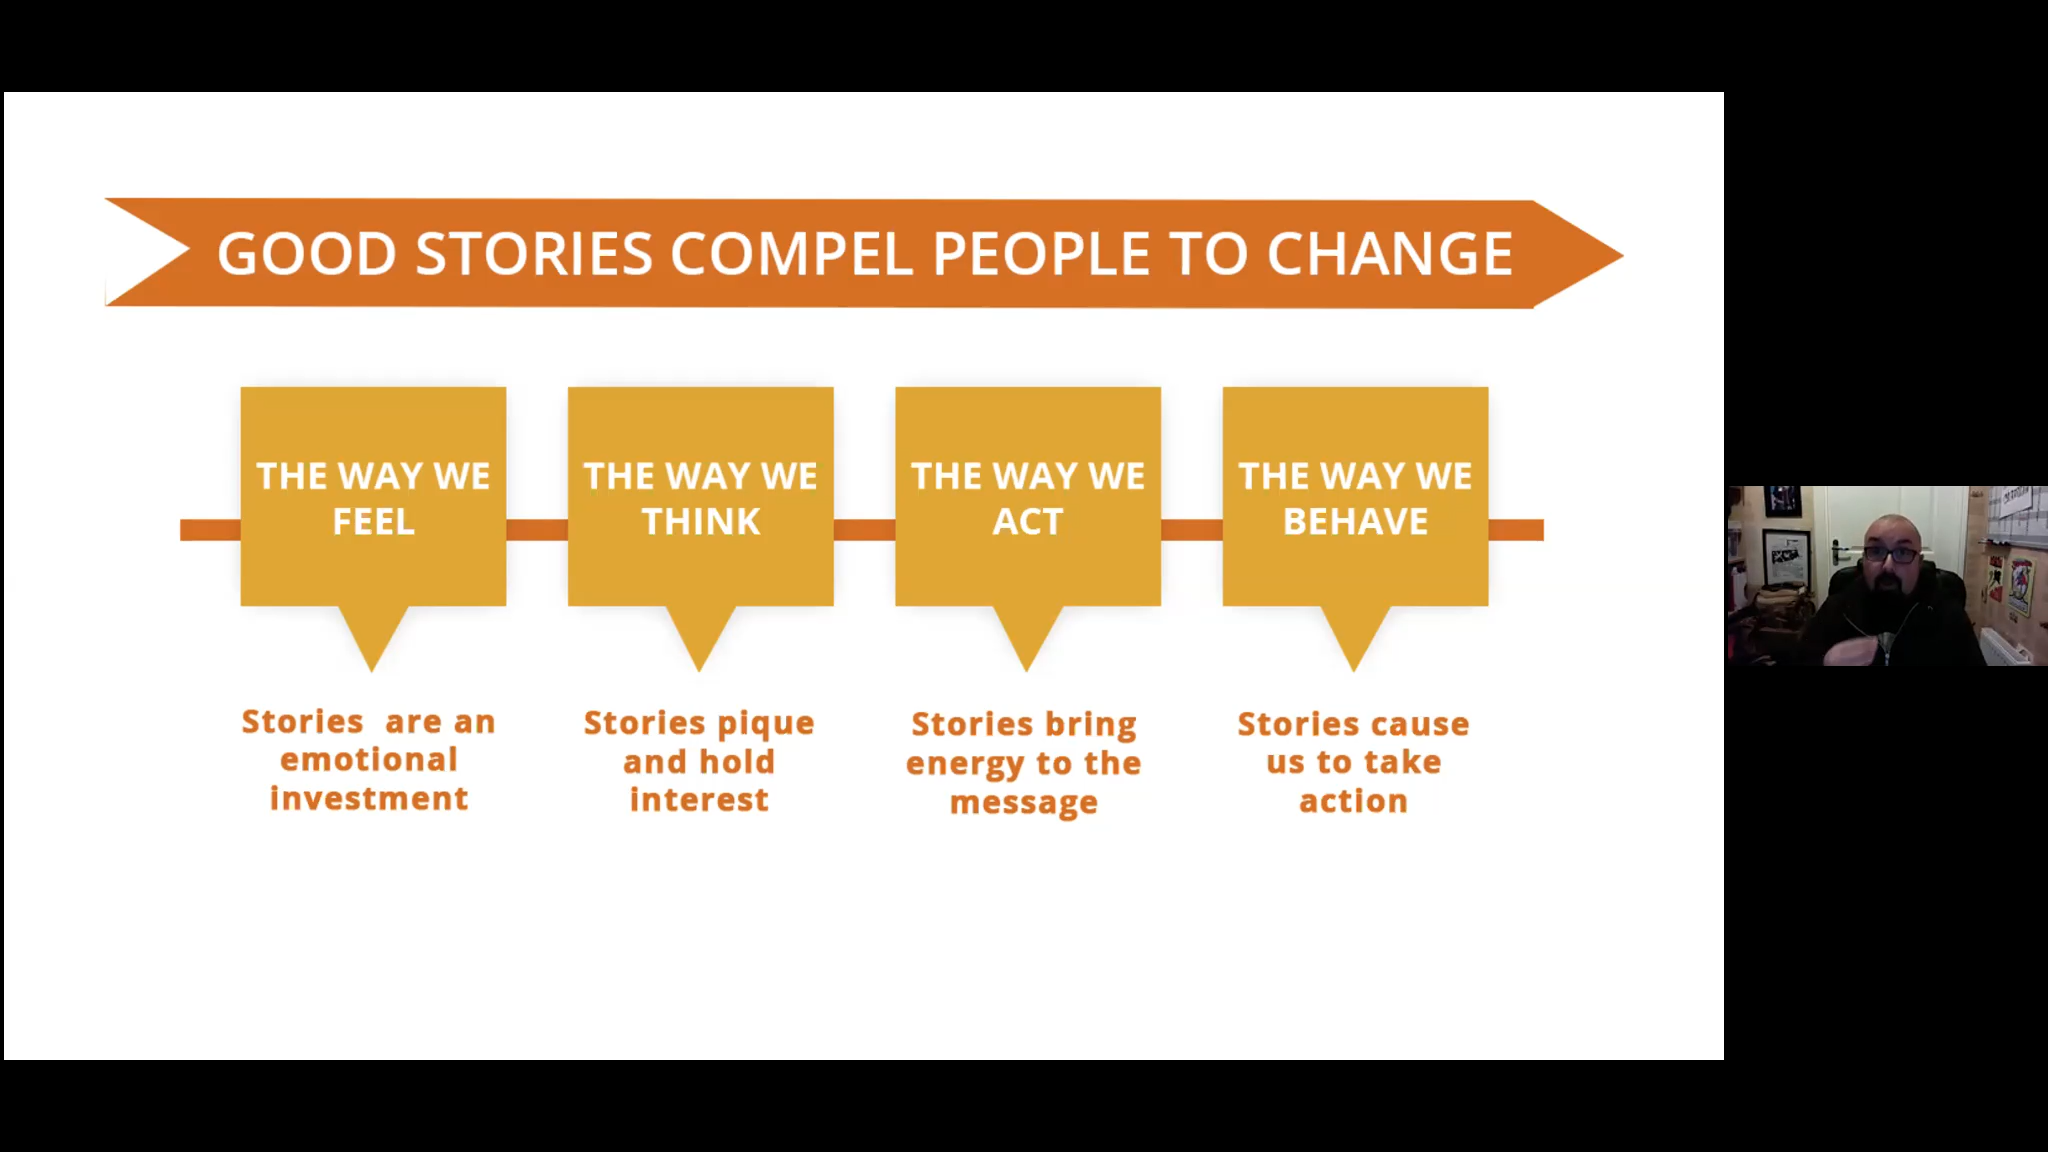 GOOD STORIES COMPEL PEOPLE TO CHANGE
THE WAY WE
FEEL
THE WAY WE
THINK
THE WAY WE
ACT
THE WAY WE
BEHAVE
Stories are an
emotional
investment
Stories pique
and hold
interest
Stories bring
energy to the
message
Stories cause
us to take
action